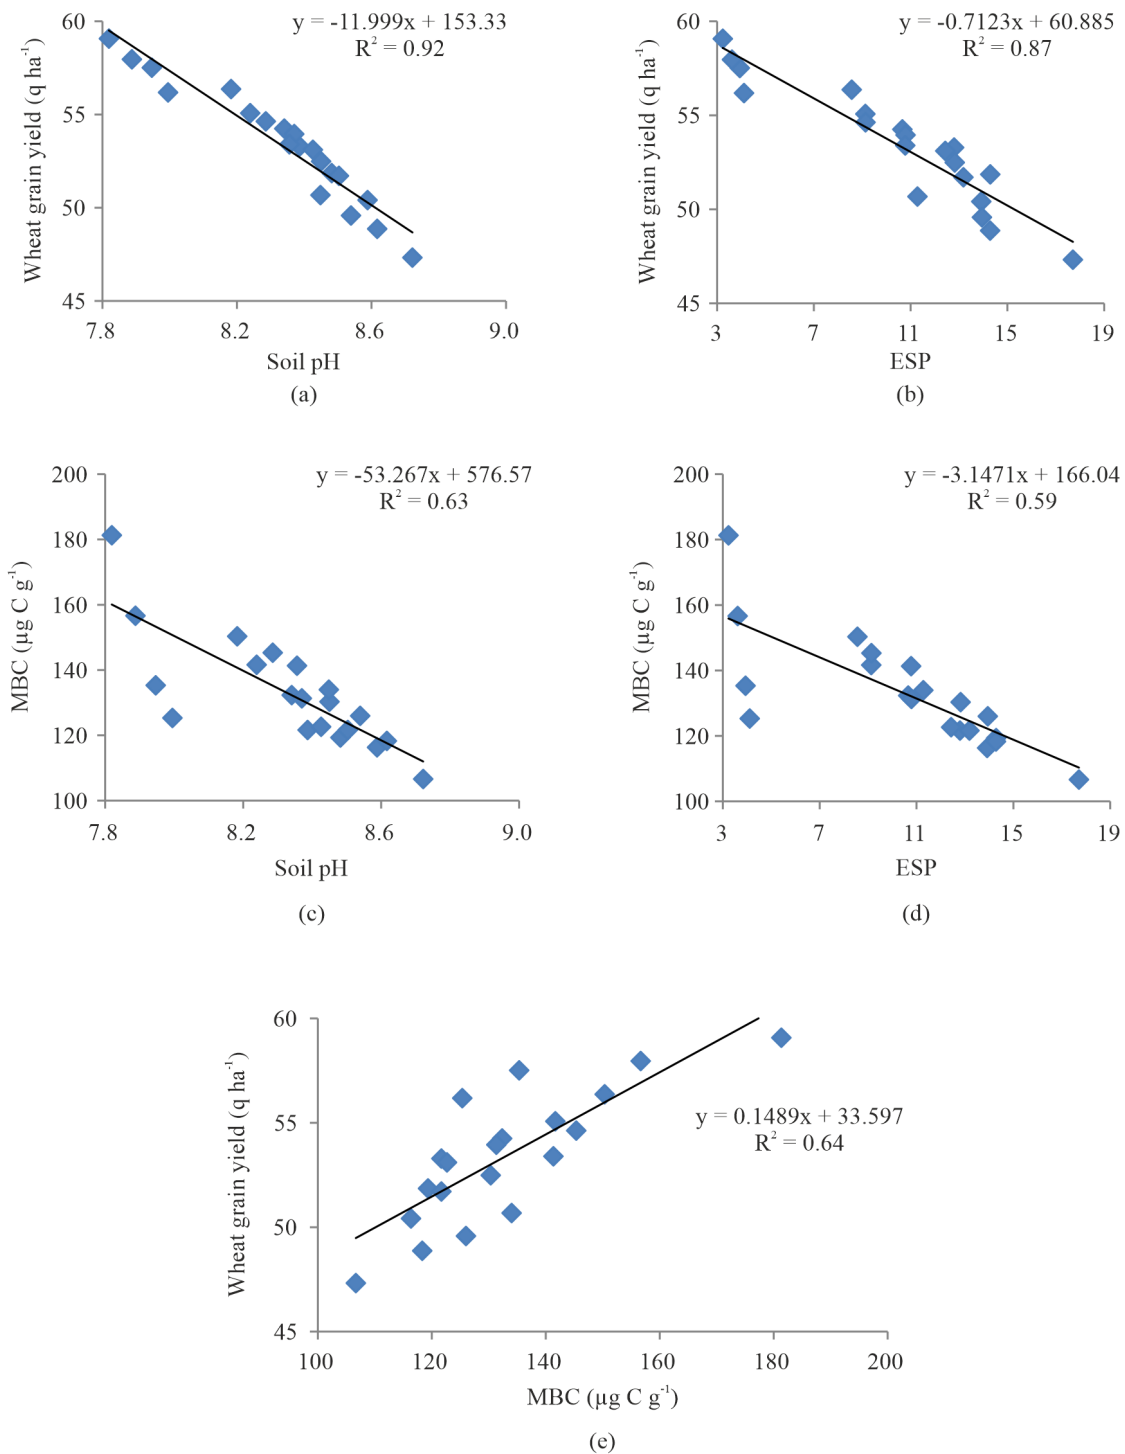 y = -11.999x + 153.33
R² = 0.92
Wheat grain yield (q ha⁻¹)
60
55
50
45
7.8 8.2 8.6 9.0
Soil pH
(a)
y = -0.7123x + 60.885
R² = 0.87
Wheat grain yield (q ha⁻¹)
60
55
50
45
3 7 11 15 19
ESP
(b)
y = -53.267x + 576.57
R² = 0.63
MBC (µg C g⁻¹)
200
180
160
140
120
100
7.8 8.2 8.6 9.0
Soil pH
(c)
y = -3.1471x + 166.04
R² = 0.59
MBC (µg C g⁻¹)
200
180
160
140
120
100
3 7 11 15 19
ESP
(d)
Wheat grain yield (q ha⁻¹)
60
55
50
45
y = 0.1489x + 33.597
R² = 0.64
100 120 140 160 180 200
MBC (µg C g⁻¹)
(e)